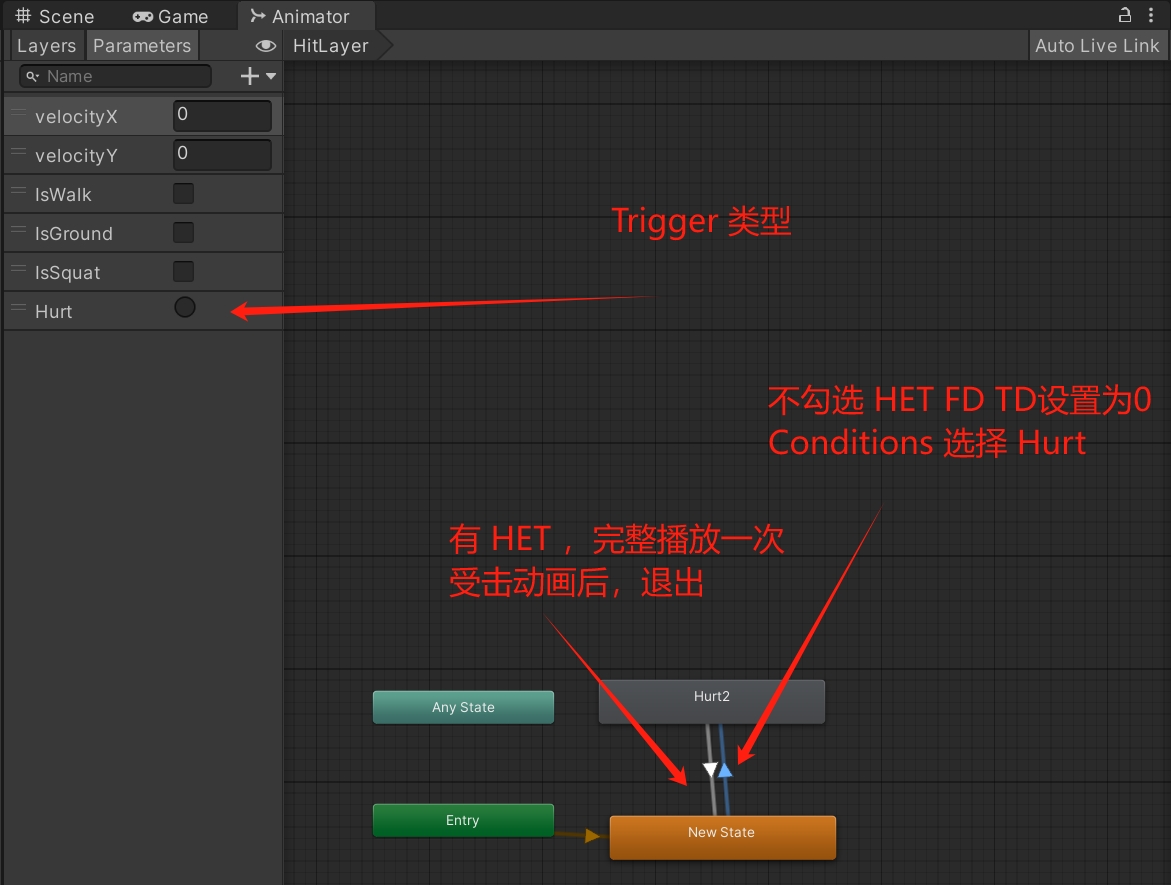 Scene Game Animator
Layers Parameters HitLayer Auto Live Link
Name
velocityX 0
velocityY 0
IsWalk
IsGround
IsSquat
Hurt
Trigger 类型
不勾选 HET FD TD设置为0
Conditions 选择 Hurt
有 HET ，完整播放一次
受击动画后，退出
Hurt2
Any State
Entry
New State